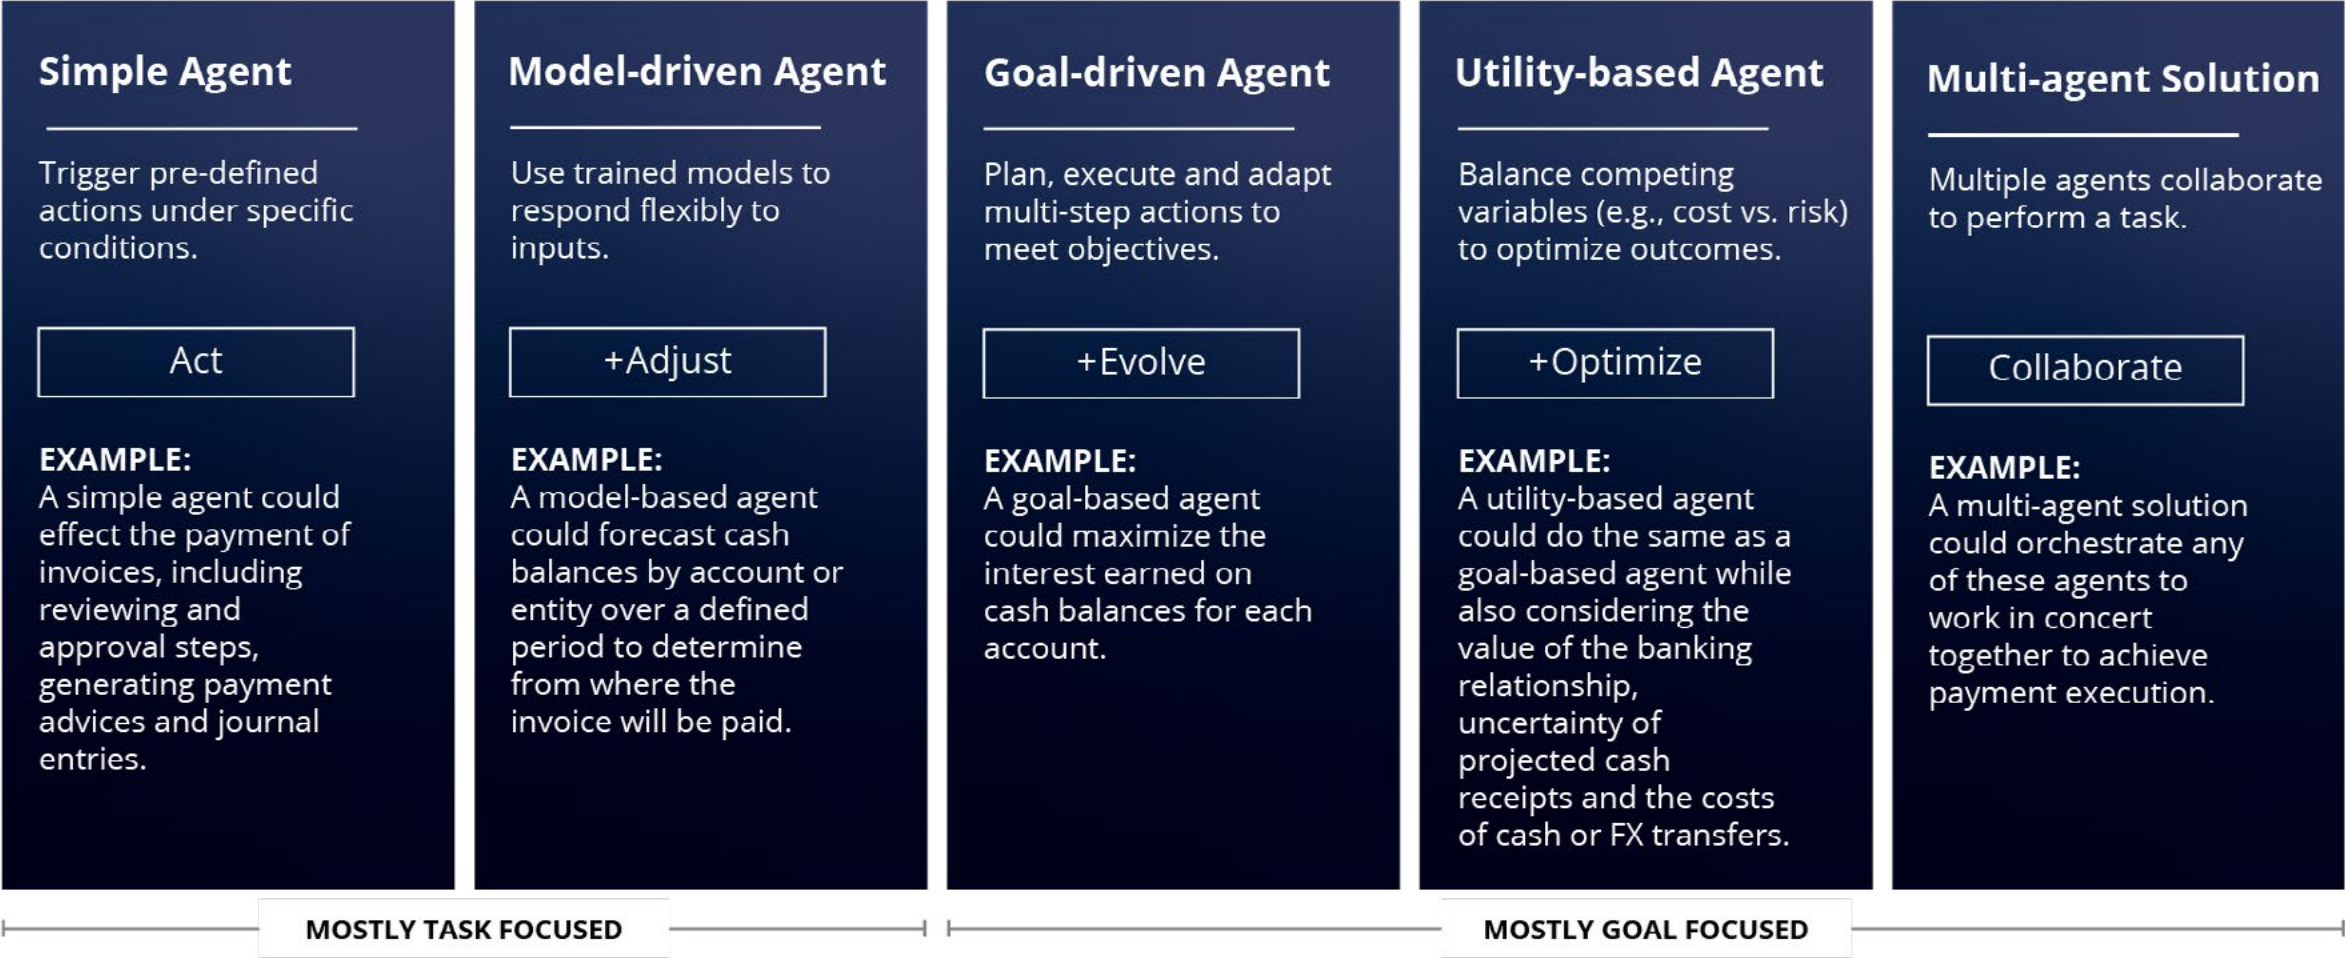 Simple Agent
Trigger pre-defined
actions under specific
conditions.
Act
EXAMPLE:
A simple agent could
effect the payment of
invoices, including
reviewing and
approval steps,
generating payment
advices and journal
entries.
Model-driven Agent
Use trained models to
respond flexibly to
inputs.
+Adjust
EXAMPLE:
A model-based agent
could forecast cash
balances by account or
entity over a defined
period to determine
from where the
invoice will be paid.
Goal-driven Agent
Plan, execute and adapt
multi-step actions to
meet objectives.
+Evolve
EXAMPLE:
A goal-based agent
could maximize the
interest earned on
cash balances for each
account.
Utility-based Agent
Balance competing
variables (e.g., cost vs. risk)
to optimize outcomes.
+Optimize
EXAMPLE:
A utility-based agent
could do the same as a
goal-based agent while
also considering the
value of the banking
relationship,
uncertainty of
projected cash
receipts and the costs
of cash or FX transfers.
Multi-agent Solution
Multiple agents collaborate
to perform a task.
Collaborate
EXAMPLE:
A multi-agent solution
could orchestrate any
of these agents to
work in concert
together to achieve
payment execution.
MOSTLY TASK FOCUSED
MOSTLY GOAL FOCUSED